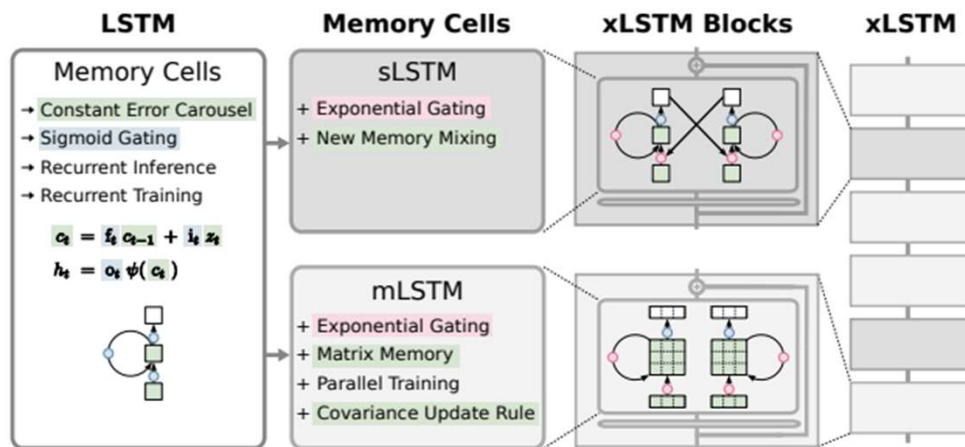 LSTM
Memory Cells
xLSTM Blocks
xLSTM
Memory Cells
→ Constant Error Carousel
→ Sigmoid Gating
→ Recurrent Inference
→ Recurrent Training
c_t = f_t c_{t-1} + i_t z_t
h_t = o_t ψ( c_t )
sLSTM
+ Exponential Gating
+ New Memory Mixing
mLSTM
+ Exponential Gating
+ Matrix Memory
+ Parallel Training
+ Covariance Update Rule